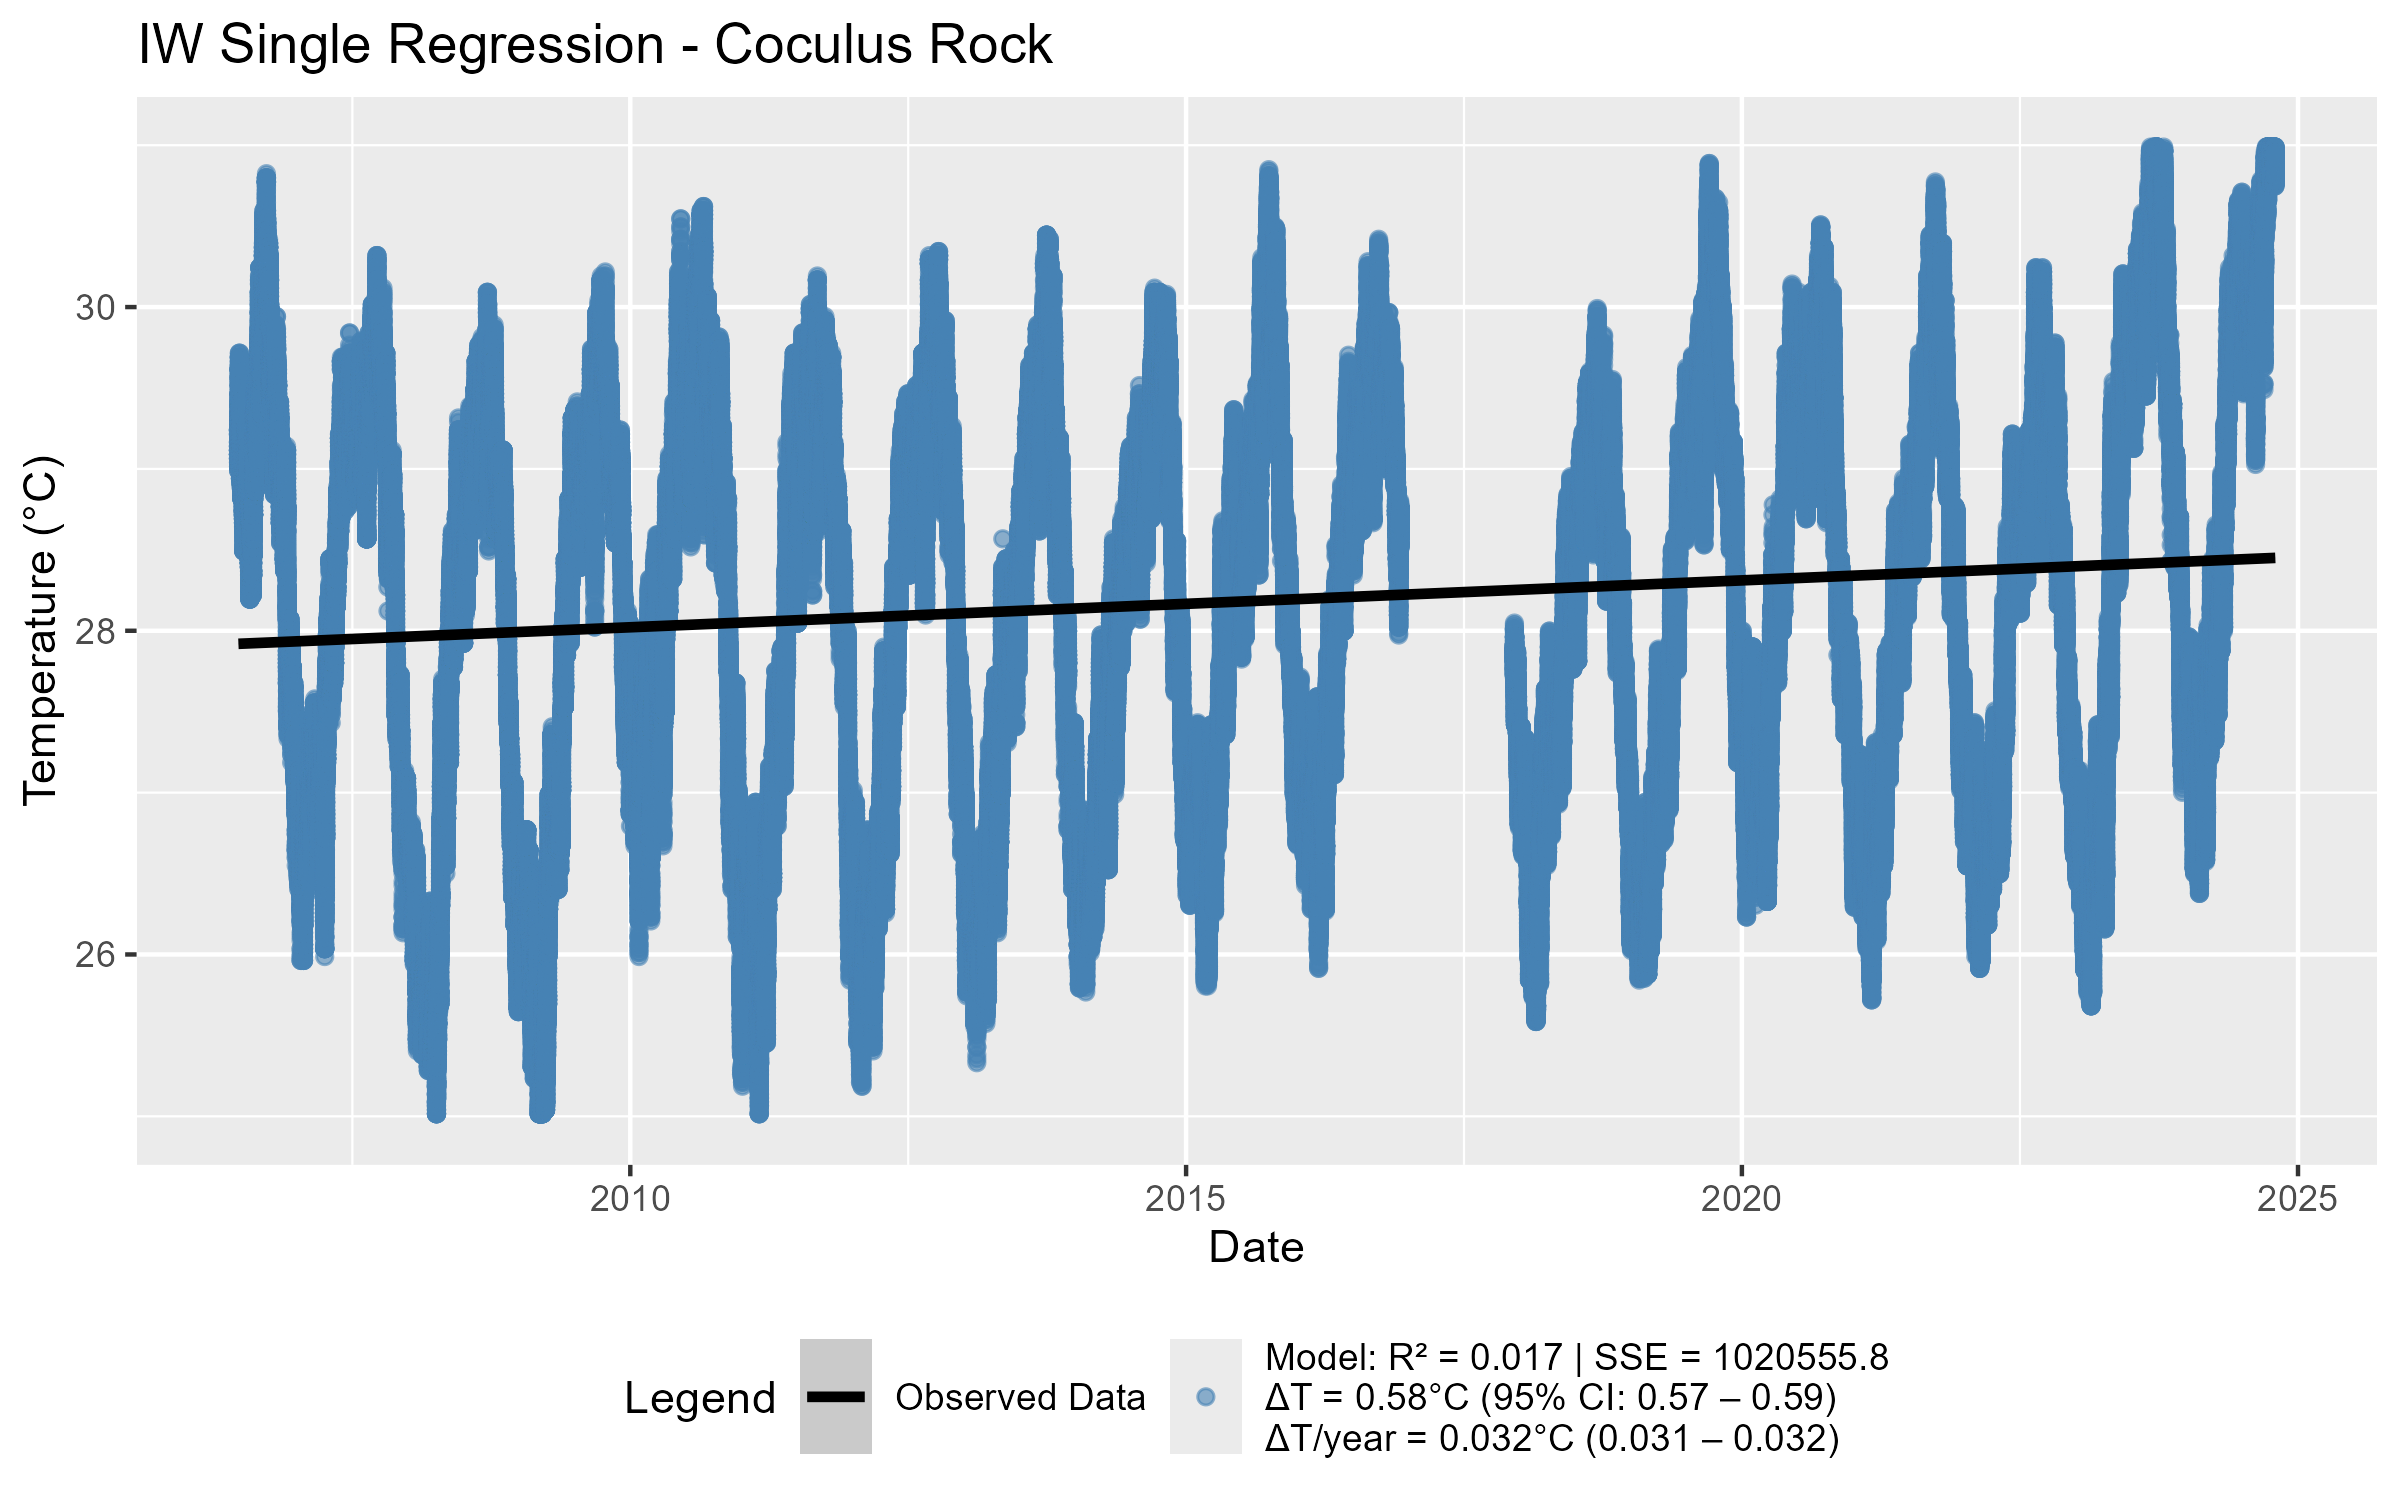 IW Single Regression - Coculus Rock
Temperature (°C)
30
28
26
2010
2015
2020
2025
Date
Legend
Observed Data
Model: R² = 0.017 | SSE = 1020555.8
ΔT = 0.58°C (95% CI: 0.57 – 0.59)
ΔT/year = 0.032°C (0.031 – 0.032)